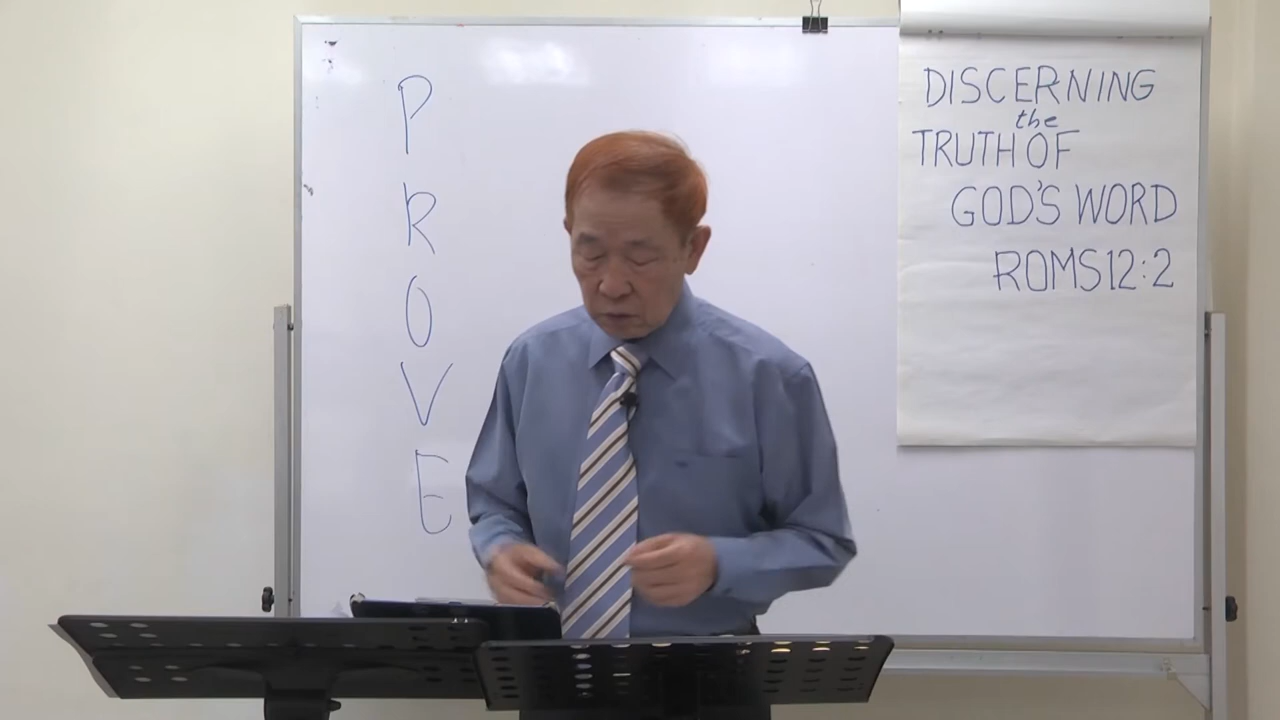 P
R
O
V
E
DISCERNING
the
TRUTH OF
GOD'S WORD
ROMS 12:2